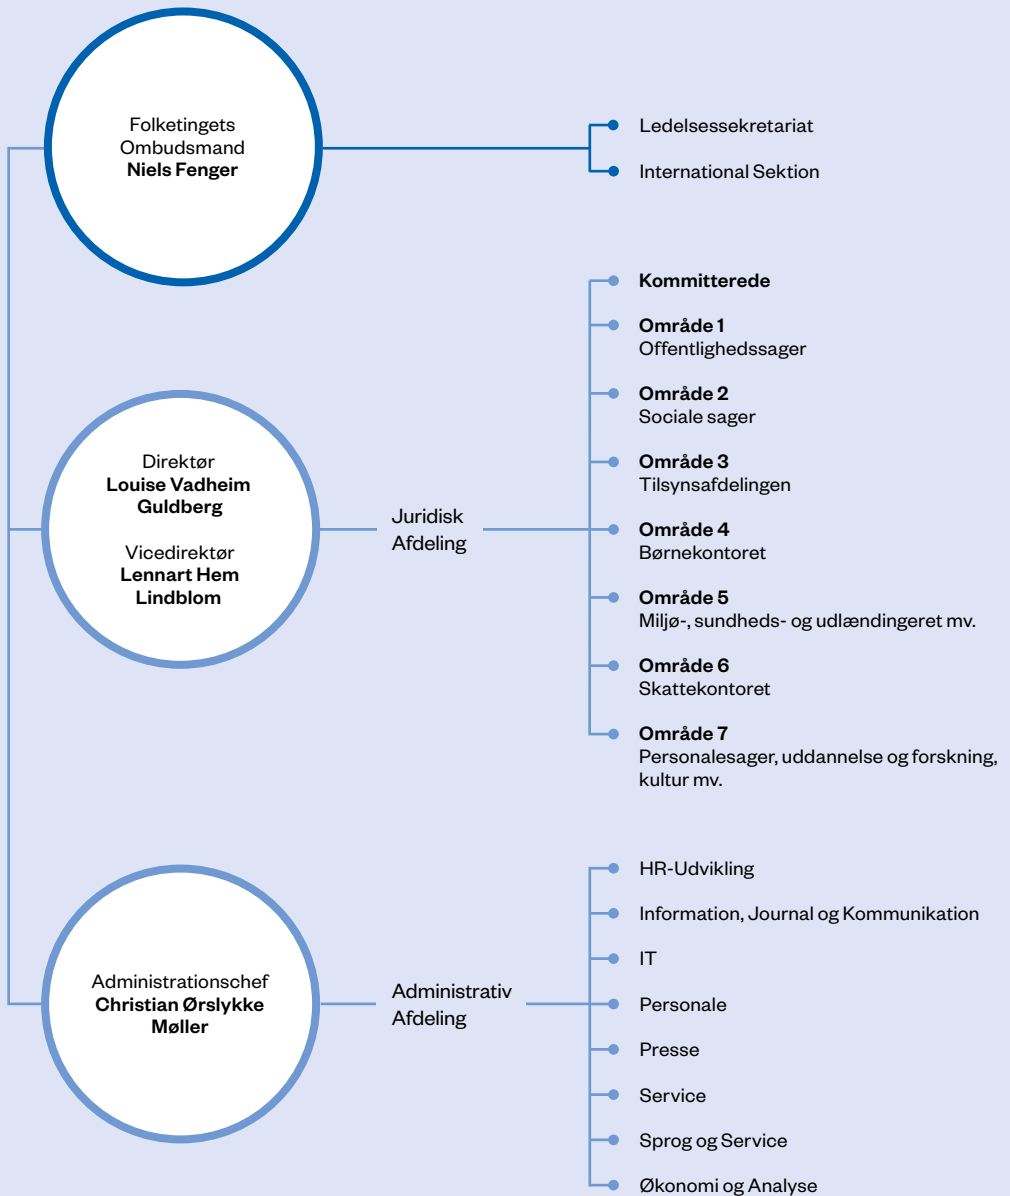 Folketingets
Ombudsmand
Niels Fenger
Ledelsessekretariat
International Sektion
Direktør
Louise Vadheim
Guldberg
Vicedirektør
Lennart Hem
Lindblom
Juridisk
Afdeling
Kommitterede
Område 1
Offentlighedssager
Område 2
Sociale sager
Område 3
Tilsynsafdelingen
Område 4
Børnekontoret
Område 5
Miljø-, sundheds- og udlændingeret mv.
Område 6
Skattekontoret
Område 7
Personalesager, uddannelse og forskning,
kultur mv.
Administrationschef
Christian Ørslykke
Møller
Administrativ
Afdeling
HR-Udvikling
Information, Journal og Kommunikation
IT
Personale
Presse
Service
Sprog og Service
Økonomi og Analyse